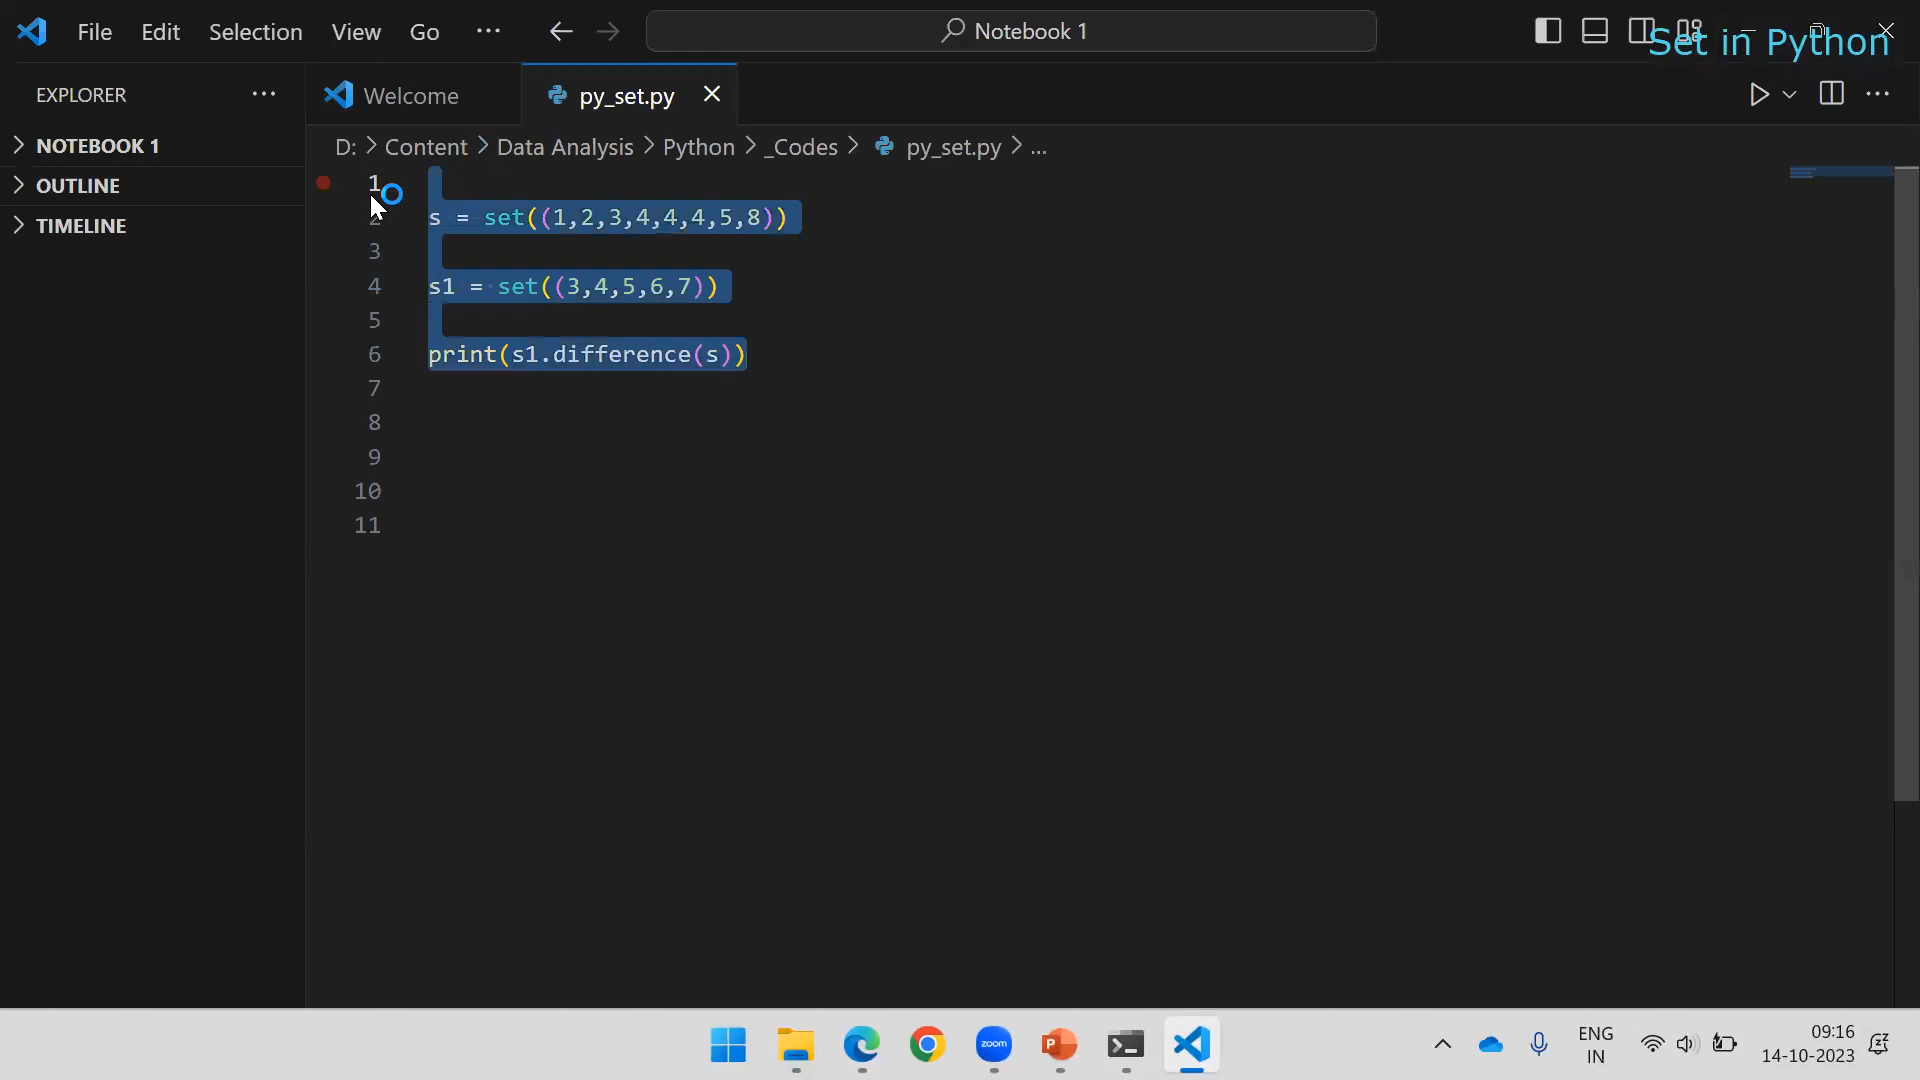 File Edit Selection View Go ··· Notebook 1
Set in Python
EXPLORER ··· Welcome py_set.py
NOTEBOOK 1
OUTLINE
TIMELINE
D: > Content > Data Analysis > Python > _Codes > py_set.py > ...
1
2 s = set((1,2,3,4,4,4,5,8))
3
4 s1 = set((3,4,5,6,7))
5
6 print(s1.difference(s))
7
8
9
10
11
zoom
P
ENG
IN
09:16
14-10-2023